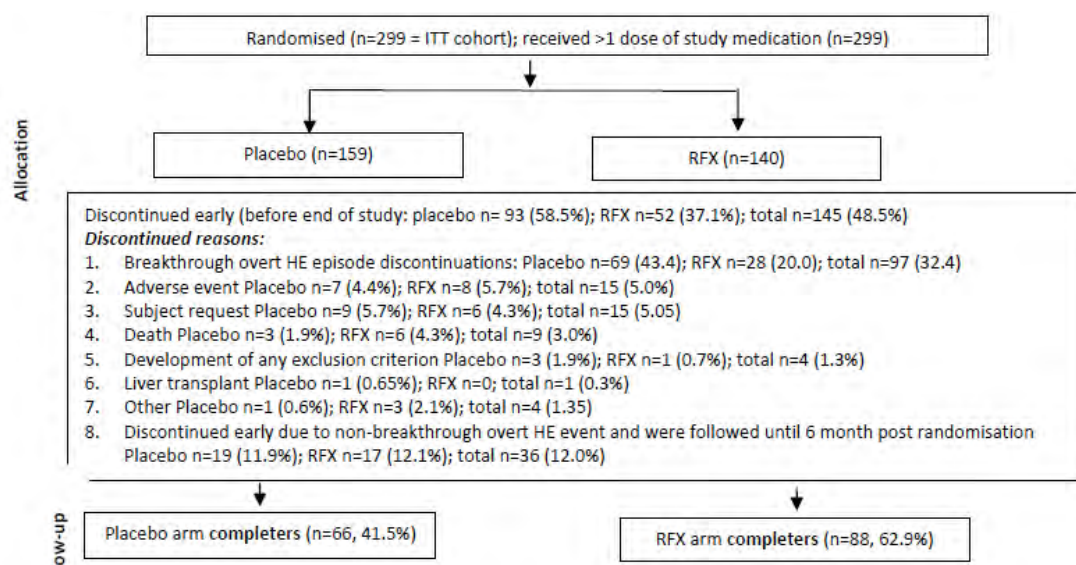 Randomised (n=299 = ITT cohort); received >1 dose of study medication (n=299)
Allocation
Placebo (n=159)
RFX (n=140)
Discontinued early (before end of study: placebo n= 93 (58.5%); RFX n=52 (37.1%); total n=145 (48.5%)
Discontinued reasons:
1. Breakthrough overt HE episode discontinuations: Placebo n=69 (43.4); RFX n=28 (20.0); total n=97 (32.4)
2. Adverse event Placebo n=7 (4.4%); RFX n=8 (5.7%); total n=15 (5.0%)
3. Subject request Placebo n=9 (5.7%); RFX n=6 (4.3%); total n=15 (5.05)
4. Death Placebo n=3 (1.9%); RFX n=6 (4.3%); total n=9 (3.0%)
5. Development of any exclusion criterion Placebo n=3 (1.9%); RFX n=1 (0.7%); total n=4 (1.3%)
6. Liver transplant Placebo n=1 (0.65%); RFX n=0; total n=1 (0.3%)
7. Other Placebo n=1 (0.6%); RFX n=3 (2.1%); total n=4 (1.35)
8. Discontinued early due to non-breakthrough overt HE event and were followed until 6 month post randomisation
Placebo n=19 (11.9%); RFX n=17 (12.1%); total n=36 (12.0%)
ow-up
Placebo arm completers (n=66, 41.5%)
RFX arm completers (n=88, 62.9%)